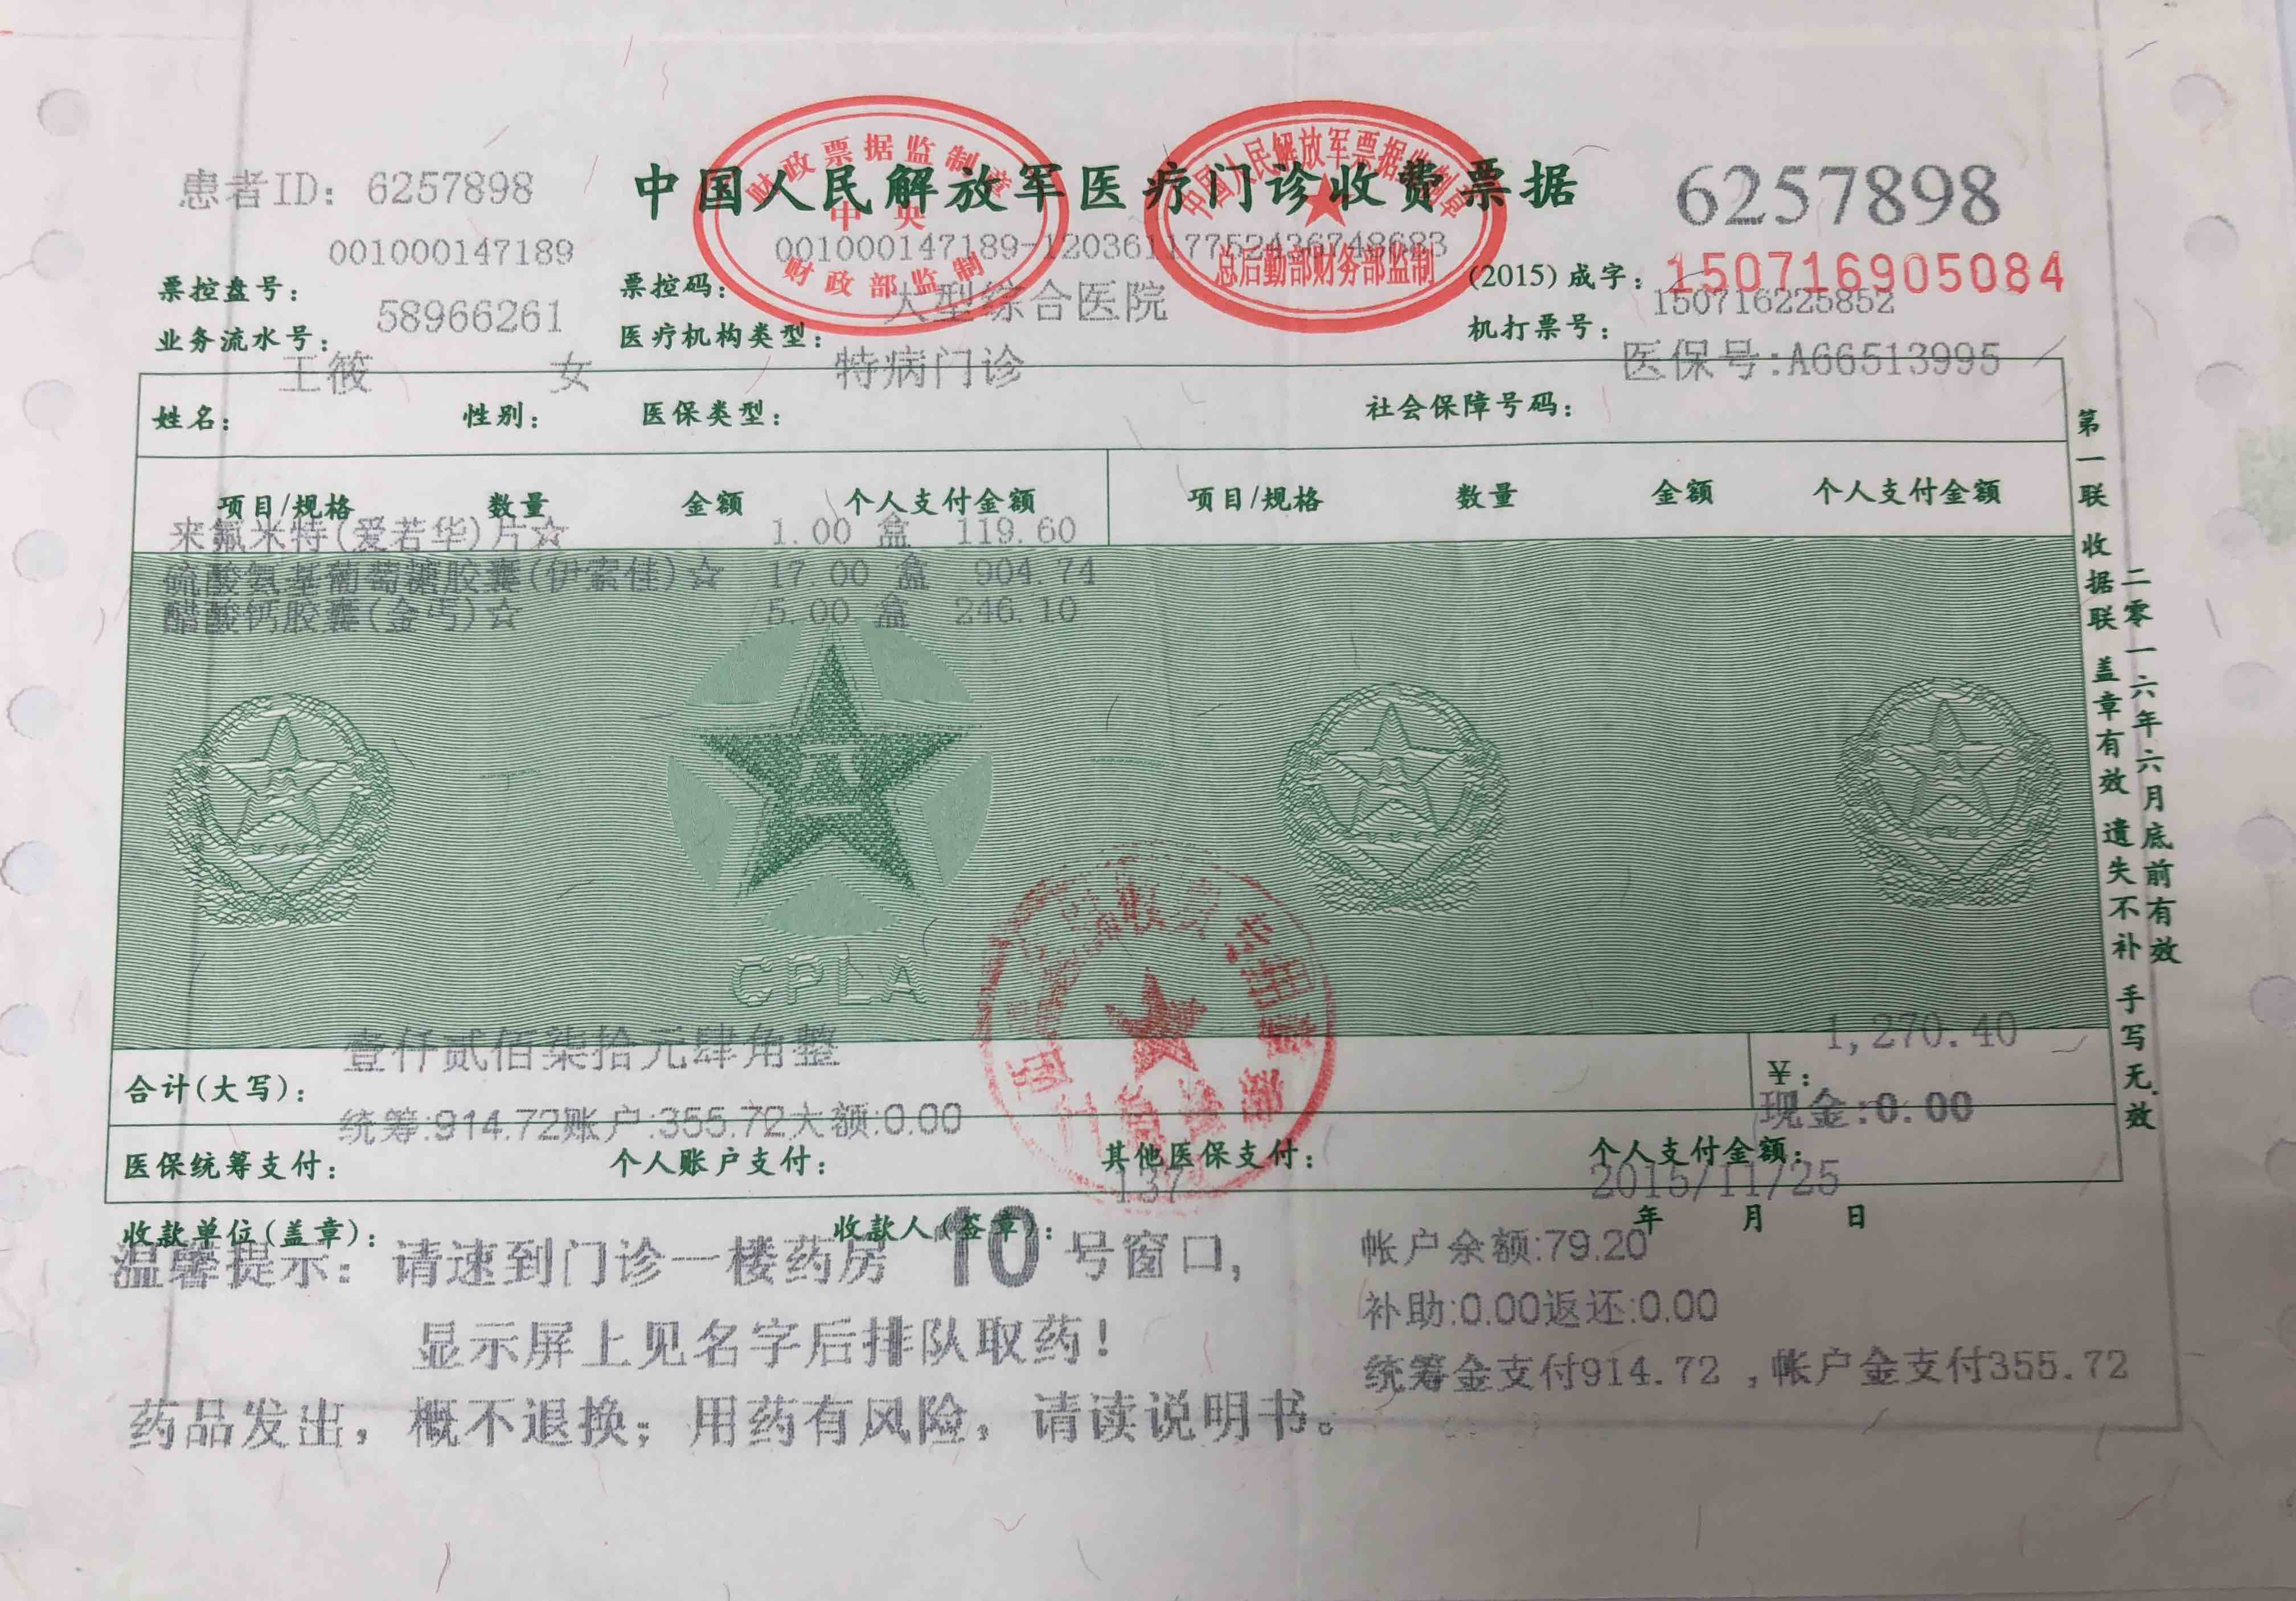 患者ID: 6257898
中国人民解放军医疗门诊收费票据
6257898
财政票据监制章
中央
财政部监制
中国人民解放军票据监制章
总后勤部财务部监制
票控盘号: 001000147189
票控码: 001000147189-12036117752436748683
(2015) 成字: 150716905084
业务流水号: 58966261
医疗机构类型: 大型综合医院
机打票号: 150716225852
姓名: 王筱
性别: 女
医保类型: 特病门诊
社会保障号码: 医保号:A66513995
项目/规格 数量 金额 个人支付金额 项目/规格 数量 金额 个人支付金额
来氟米特(爱若华)片☆ 1.00 盒 119.60
硫酸氨基葡萄糖胶囊(伊索佳)☆ 17.00 盒 904.74
醋酸钙胶囊(金丐)☆ 5.00 盒 246.10
八一
CPLA
合计(大写): 壹仟贰佰柒拾元肆角整
¥: 1,270.40
统筹:914.72账户:355.72大额:0.00
现金:0.00
医保统筹支付: 个人账户支付: 其他医保支付: 个人支付金额:
137
2015/11/25
收款单位(盖章): 收款人(签章): 年 月 日
温馨提示: 请速到门诊一楼药房 10 号窗口,
显示屏上见名字后排队取药!
药品发出, 概不退换; 用药有风险, 请读说明书。
帐户余额:79.20
补助:0.00返还:0.00
统筹金支付914.72 ,帐户金支付355.72
第一联 收据联 盖章有效 遗失不补 手写无效
二零一六年六月底前有效